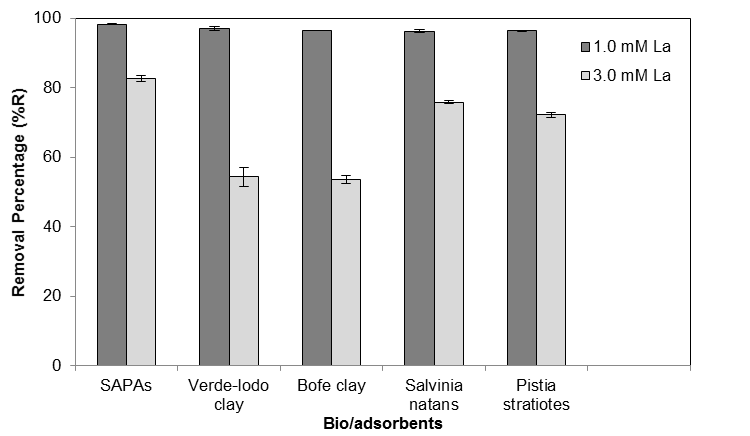 100
80
60
40
20
0
Removal Percentage (%R)
1.0 mM La
3.0 mM La
SAPAs
Verde-lodo
clay
Bofe clay
Salvinia
natans
Pistia
stratiotes
Bio/adsorbents